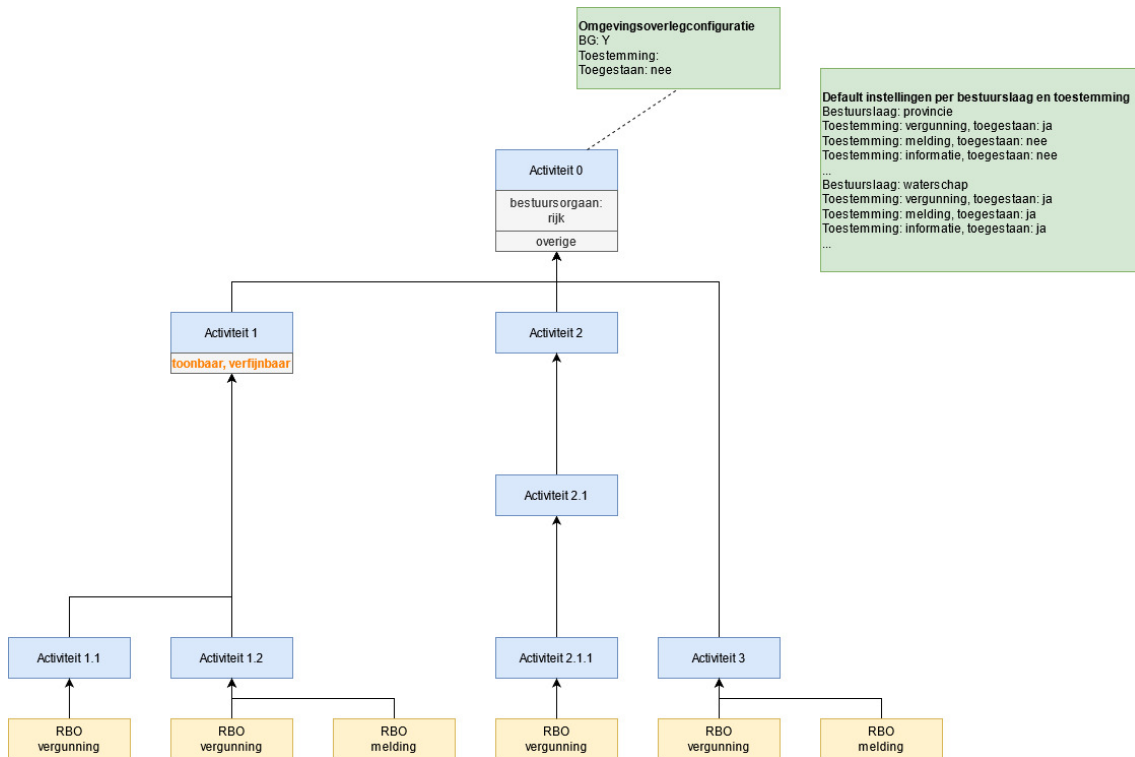 Omgevingsoverlegconfiguratie
BG: Y
Toestemming:
Toegestaan: nee
Default instellingen per bestuurslaag en toestemming
Bestuurslaag: provincie
Toestemming: vergunning, toegestaan: ja
Toestemming: melding, toegestaan: nee
Toestemming: informatie, toegestaan: nee
...
Bestuurslaag: waterschap
Toestemming: vergunning, toegestaan: ja
Toestemming: melding, toegestaan: ja
Toestemming: informatie, toegestaan: ja
...
Activiteit 0
bestuursorgaan:
rijk
overige
Activiteit 1
toonbaar, verfijnbaar
Activiteit 2
Activiteit 2.1
Activiteit 1.1
Activiteit 1.2
Activiteit 2.1.1
Activiteit 3
RBO
vergunning
RBO
vergunning
RBO
melding
RBO
vergunning
RBO
vergunning
RBO
melding